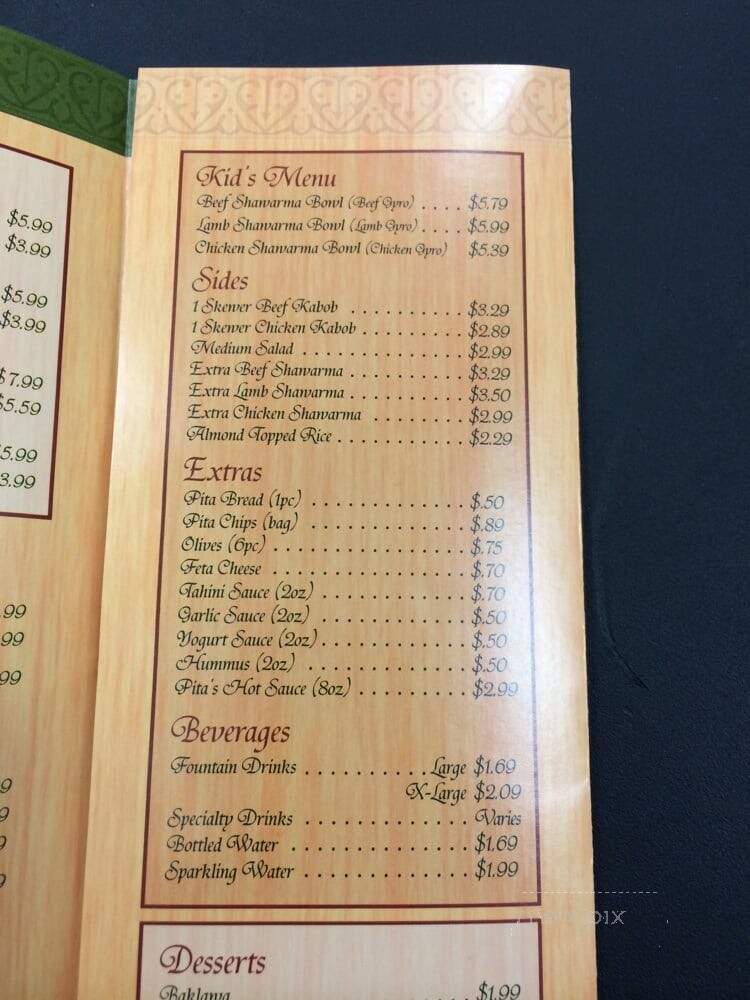 $5.99
$3.99
$5.99
$3.99
$7.99
$5.59
5.99
3.99
.99
.99
.99
Kid's Menu
Beef Shawarma Bowl (Beef Gyro) . . . . $5.79
Lamb Shawarma Bowl (Lamb Gyro) . . . . $5.99
Chicken Shawarma Bowl (Chicken Gyro) $5.39
Sides
1 Skewer Beef Kabob . . . . . . . . . . $3.29
1 Skewer Chicken Kabob . . . . . . . . . $2.89
Medium Salad . . . . . . . . . . . . . . $2.99
Extra Beef Shawarma . . . . . . . . . . $3.29
Extra Lamb Shawarma . . . . . . . . . . $3.50
Extra Chicken Shawarma . . . . . . . . $2.99
Almond Topped Rice . . . . . . . . . . . $2.29
Extras
Pita Bread (1pc) . . . . . . . . . . . . . $.50
Pita Chips (bag) . . . . . . . . . . . . . $.89
Olives (6pc) . . . . . . . . . . . . . . . . $.75
Feta Cheese . . . . . . . . . . . . . . . . $.70
Tahini Sauce (2oz) . . . . . . . . . . . . $.70
Garlic Sauce (2oz) . . . . . . . . . . . . $.50
Yogurt Sauce (2oz) . . . . . . . . . . . . $.50
Hummus (2oz) . . . . . . . . . . . . . $.50
Pita's Hot Sauce (8oz) . . . . . . . . . $2.99
Beverages
Fountain Drinks . . . . . . . . . . Large $1.69
X-Large $2.09
Specialty Drinks . . . . . . . . . . . . . Varies
Bottled Water . . . . . . . . . . . . . . $1.69
Sparkling Water . . . . . . . . . . . . . $1.99
Desserts
Baklawa . . . . $1.99